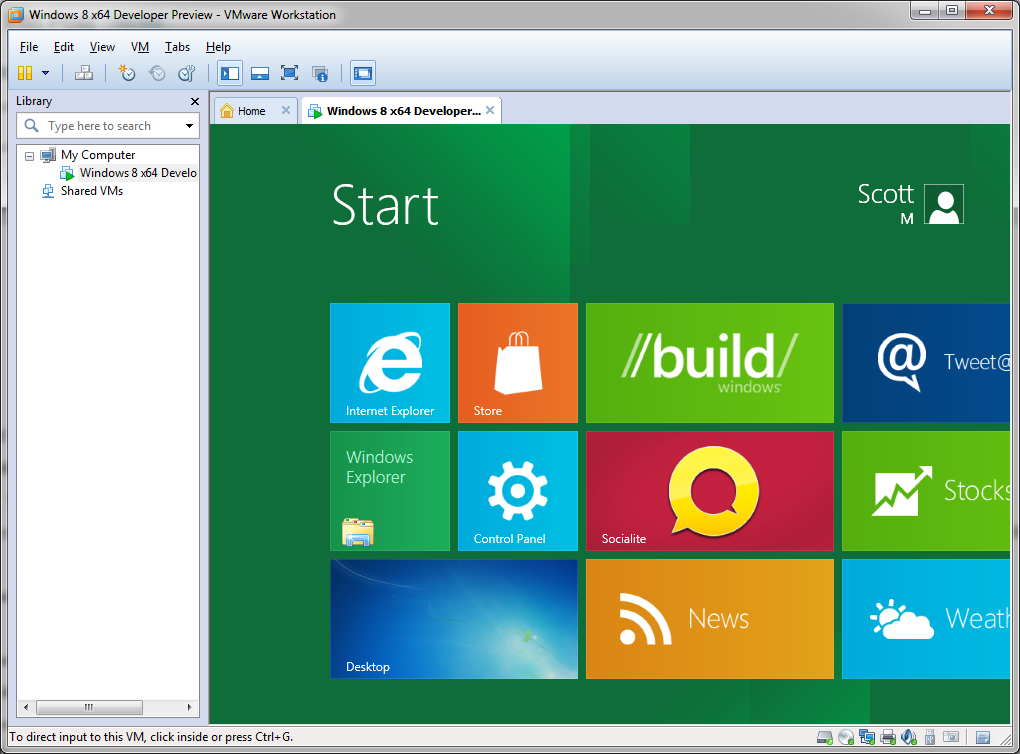 Windows 8 x64 Developer Preview - VMware Workstation
File Edit View VM Tabs Help
Library
Type here to search
My Computer
Windows 8 x64 Develo
Shared VMs
Home
Windows 8 x64 Developer...
Start
Scott
M
Internet Explorer
Store
//build/
windows
Tweet@
Windows
Explorer
Control Panel
Socialite
Stocks
Desktop
News
Weath
To direct input to this VM, click inside or press Ctrl+G.